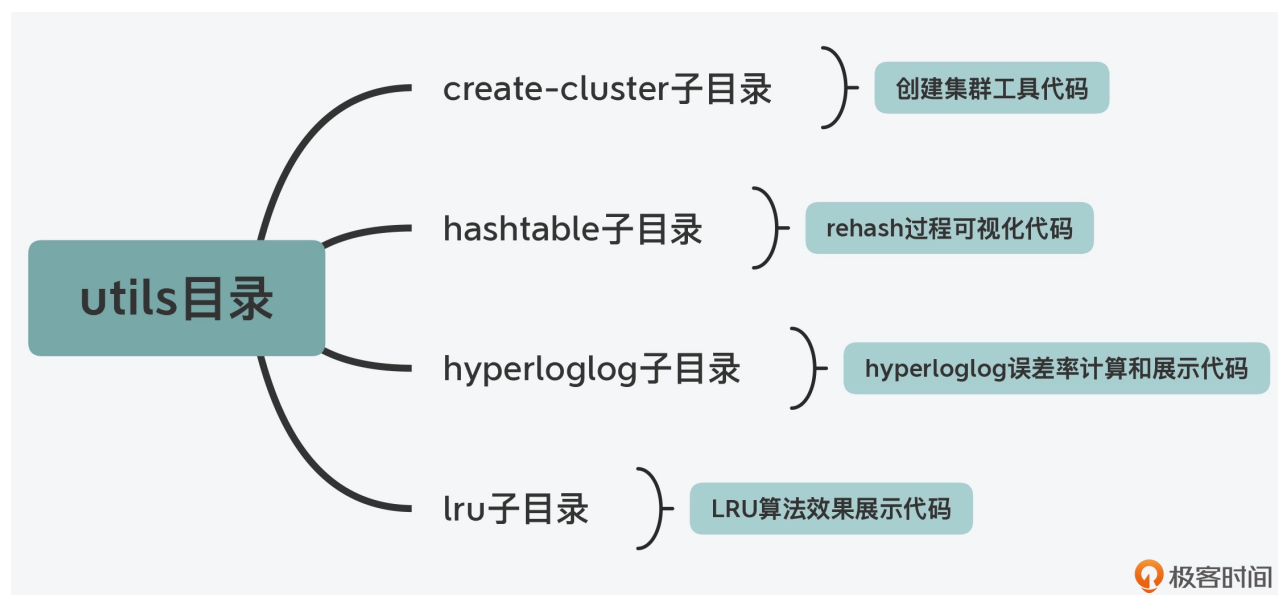 create-cluster子目录
创建集群工具代码
hashtable子目录
rehash过程可视化代码
utils目录
hyperloglog子目录
hyperloglog误差率计算和展示代码
lru子目录
LRU算法效果展示代码
极客时间